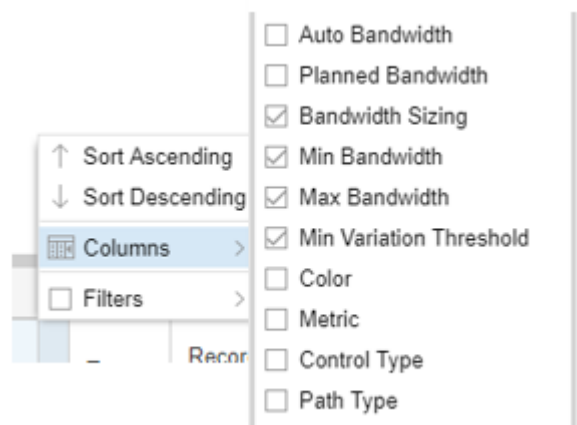 Sort Ascending
Sort Descending
Columns
Filters
Recor
Auto Bandwidth
Planned Bandwidth
Bandwidth Sizing
Min Bandwidth
Max Bandwidth
Min Variation Threshold
Color
Metric
Control Type
Path Type